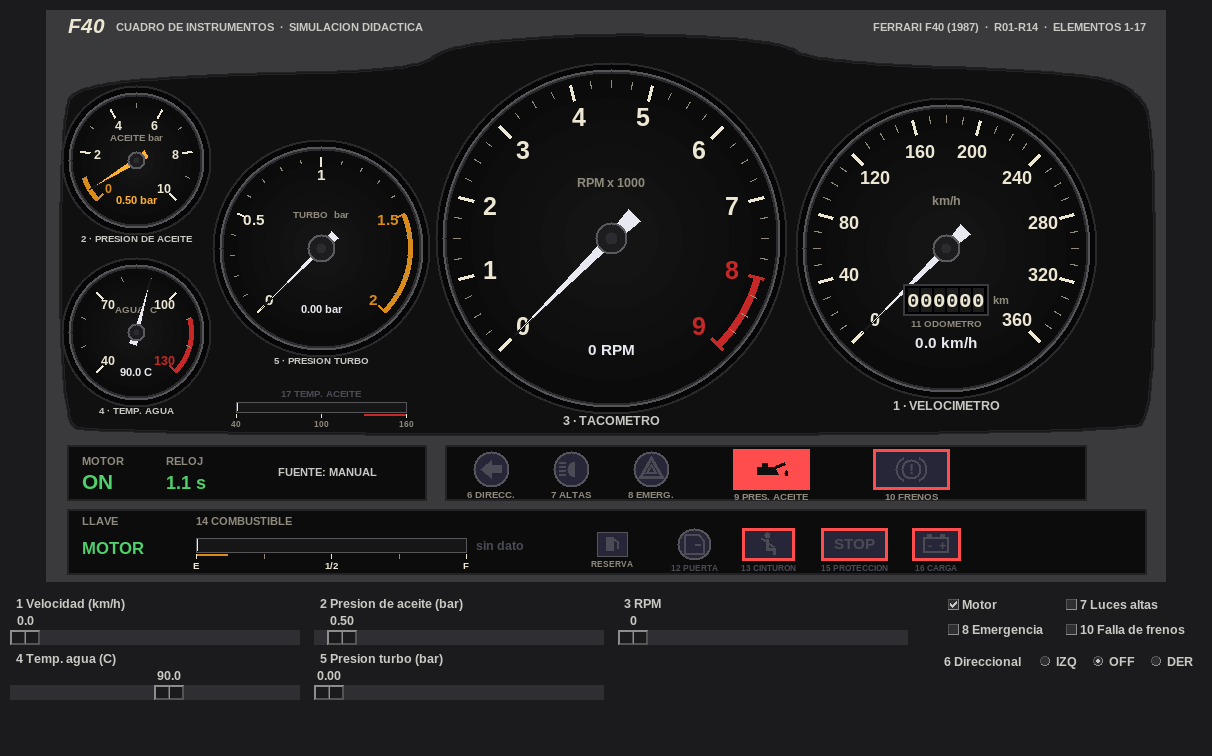 F40 CUADRO DE INSTRUMENTOS · SIMULACION DIDACTICA
FERRARI F40 (1987) · R01-R14 · ELEMENTOS 1-17
0 2 4 6 8 10
ACEITE bar
0.50 bar
2 · PRESION DE ACEITE
40 70 100 130
AGUA C
90.0 C
4 · TEMP. AGUA
0 0.5 1 1.5 2
TURBO bar
0.00 bar
5 · PRESION TURBO
17 TEMP. ACEITE
40 100 160
0 1 2 3 4 5 6 7 8 9
RPM x 1000
0 RPM
3 · TACOMETRO
0 40 80 120 160 200 240 280 320 360
km/h
000000 km
11 ODOMETRO
0.0 km/h
1 · VELOCIMETRO
MOTOR
ON
RELOJ
1.1 s
FUENTE: MANUAL
6 DIRECC.
7 ALTAS
8 EMERG.
9 PRES. ACEITE
10 FRENOS
LLAVE
MOTOR
14 COMBUSTIBLE
sin dato
E 1/2 F
RESERVA
12 PUERTA
13 CINTURON
STOP
15 PROTECCION
16 CARGA
1 Velocidad (km/h)
0.0
2 Presion de aceite (bar)
0.50
3 RPM
0
4 Temp. agua (C)
90.0
5 Presion turbo (bar)
0.00
Motor
7 Luces altas
8 Emergencia
10 Falla de frenos
6 Direccional IZQ OFF DER